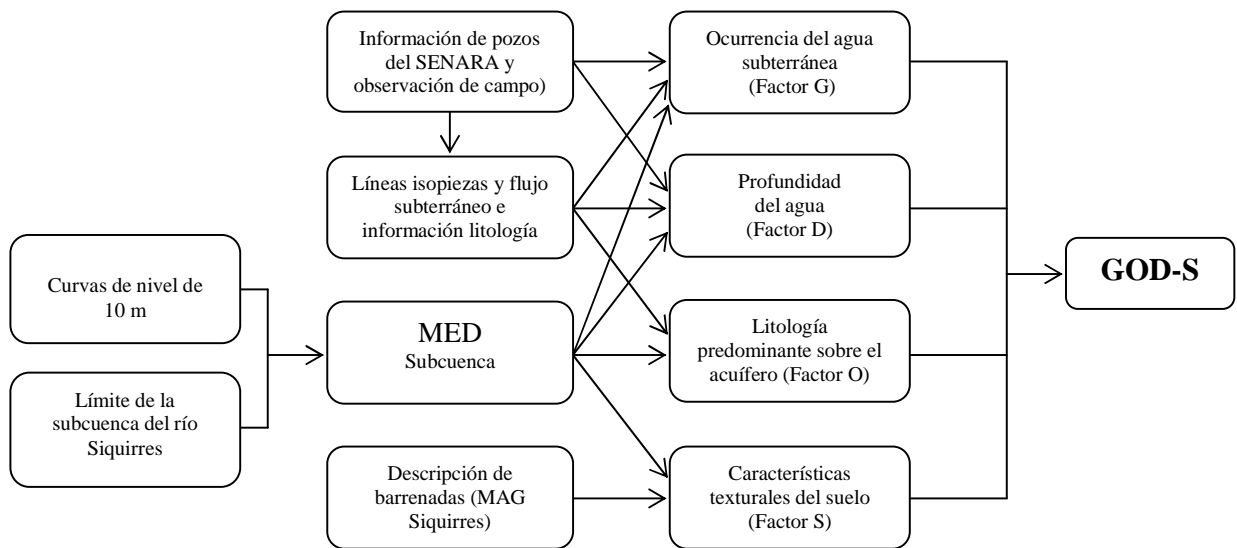 Información de pozos
del SENARA y
observación de campo)
Ocurrencia del agua
subterránea
(Factor G)
Líneas isopiezas y flujo
subterráneo e
información litología
Profundidad
del agua
(Factor D)
Curvas de nivel de
10 m
GOD-S
MED
Subcuenca
Litología
predominante sobre el
acuífero (Factor O)
Límite de la
subcuenca del río
Siquirres
Descripción de
barrenadas (MAG
Siquirres)
Características
texturales del suelo
(Factor S)